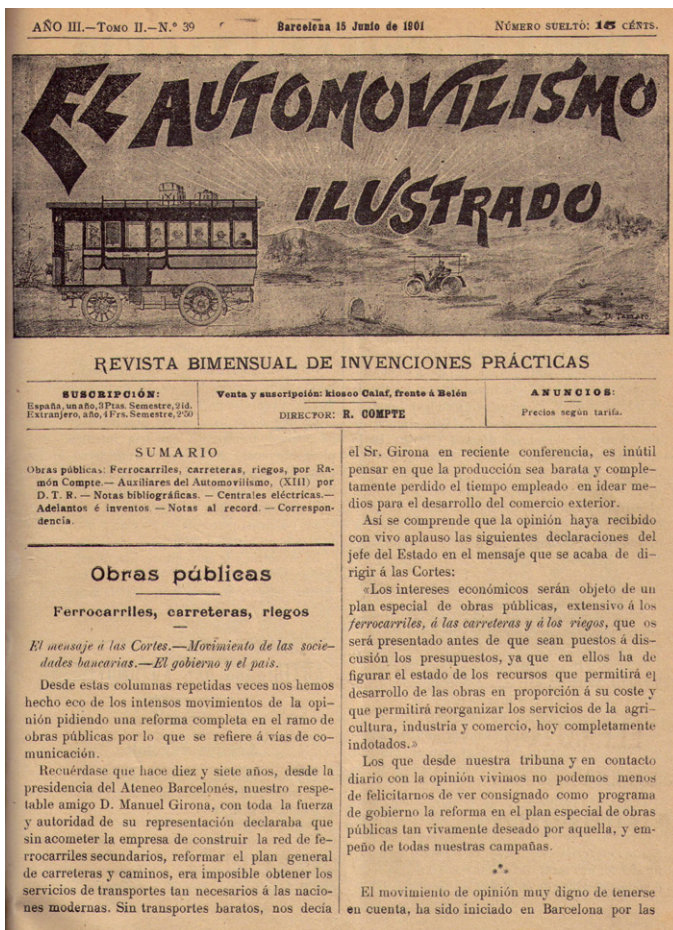 AÑO III.—Tomo II.—N.º 39
Barcelona 15 Junio de 1901
NÚMERO SUELTO: 15 CÉNTS.
EL AUTOMOVILISMO
ILUSTRADO
REVISTA BIMENSUAL DE INVENCIONES PRÁCTICAS
SUSCRIPCIÓN:
España, un año, 3 Ptas. Semestre, 2 id.
Extranjero, año, 4 Frs. Semestre, 2'50
Venta y suscripción: kiosco Calaf, frente á Belén
DIRECTOR: R. COMPTE
ANUNCIOS:
Precios según tarifa.
SUMARIO
Obras públicas: Ferrocarriles, carreteras, riegos, por Ra-
món Compte.— Auxiliares del Automovilismo, (XIII) por
D. T. R. — Notas bibliográficas. — Centrales eléctricas.—
Adelantos é inventos. — Notas al record. — Correspon-
dencia.
Obras públicas
Ferrocarriles, carreteras, riegos
El mensaje á las Cortes.—Movimiento de las socie-
dades bancarias.—El gobierno y el país.
Desde estas columnas repetidas veces nos hemos
hecho eco de los intensos movimientos de la opi-
nión pidiendo una reforma completa en el ramo de
obras públicas por lo que se refiere á vías de co-
municación.
Recuérdase que hace diez y siete años, desde la
presidencia del Ateneo Barcelonés, nuestro respe-
table amigo D. Manuel Girona, con toda la fuerza
y autoridad de su representación declaraba que
sin acometer la empresa de construir la red de fe-
rrocarriles secundarios, reformar el plan general
de carreteras y caminos, era imposible obtener los
servicios de transportes tan necesarios á las nacio-
nes modernas. Sin transportes baratos, nos decía
el Sr. Girona en reciente conferencia, es inútil
pensar en que la producción sea barata y comple-
tamente perdido el tiempo empleado en idear me-
dios para el desarrollo del comercio exterior.
Así se comprende que la opinión haya recibido
con vivo aplauso las siguientes declaraciones del
jefe del Estado en el mensaje que se acaba de di-
rigir á las Cortes:
«Los intereses económicos serán objeto de un
plan especial de obras públicas, extensivo á los
ferrocarriles, á las carreteras y á los riegos, que os
será presentado antes de que sean puestos á dis-
cusión los presupuestos, ya que en ellos ha de
figurar el estado de los recursos que permitirá el
desarrollo de las obras en proporción á su coste y
que permitirá reorganizar los servicios de la agri-
cultura, industria y comercio, hoy completamente
indotados.»
Los que desde nuestra tribuna y en contacto
diario con la opinión vivimos no podemos menos
de felicitarnos de ver consignado como programa
de gobierno la reforma en el plan especial de obras
públicas tan vivamente deseado por aquella, y em-
peño de todas nuestras campañas.
El movimiento de opinión muy digno de tenerse
en cuenta, ha sido iniciado en Barcelona por las